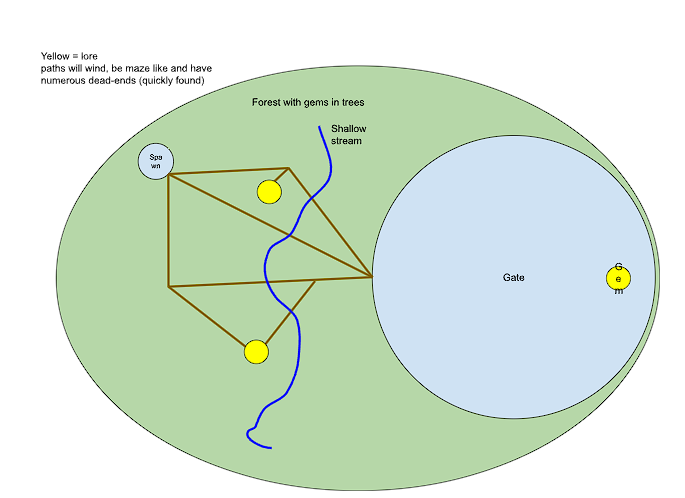 Yellow = lore
paths will wind, be maze like and have
numerous dead-ends (quickly found)
Forest with gems in trees
Shallow
stream
Spa
wn
Gate
G
e
m